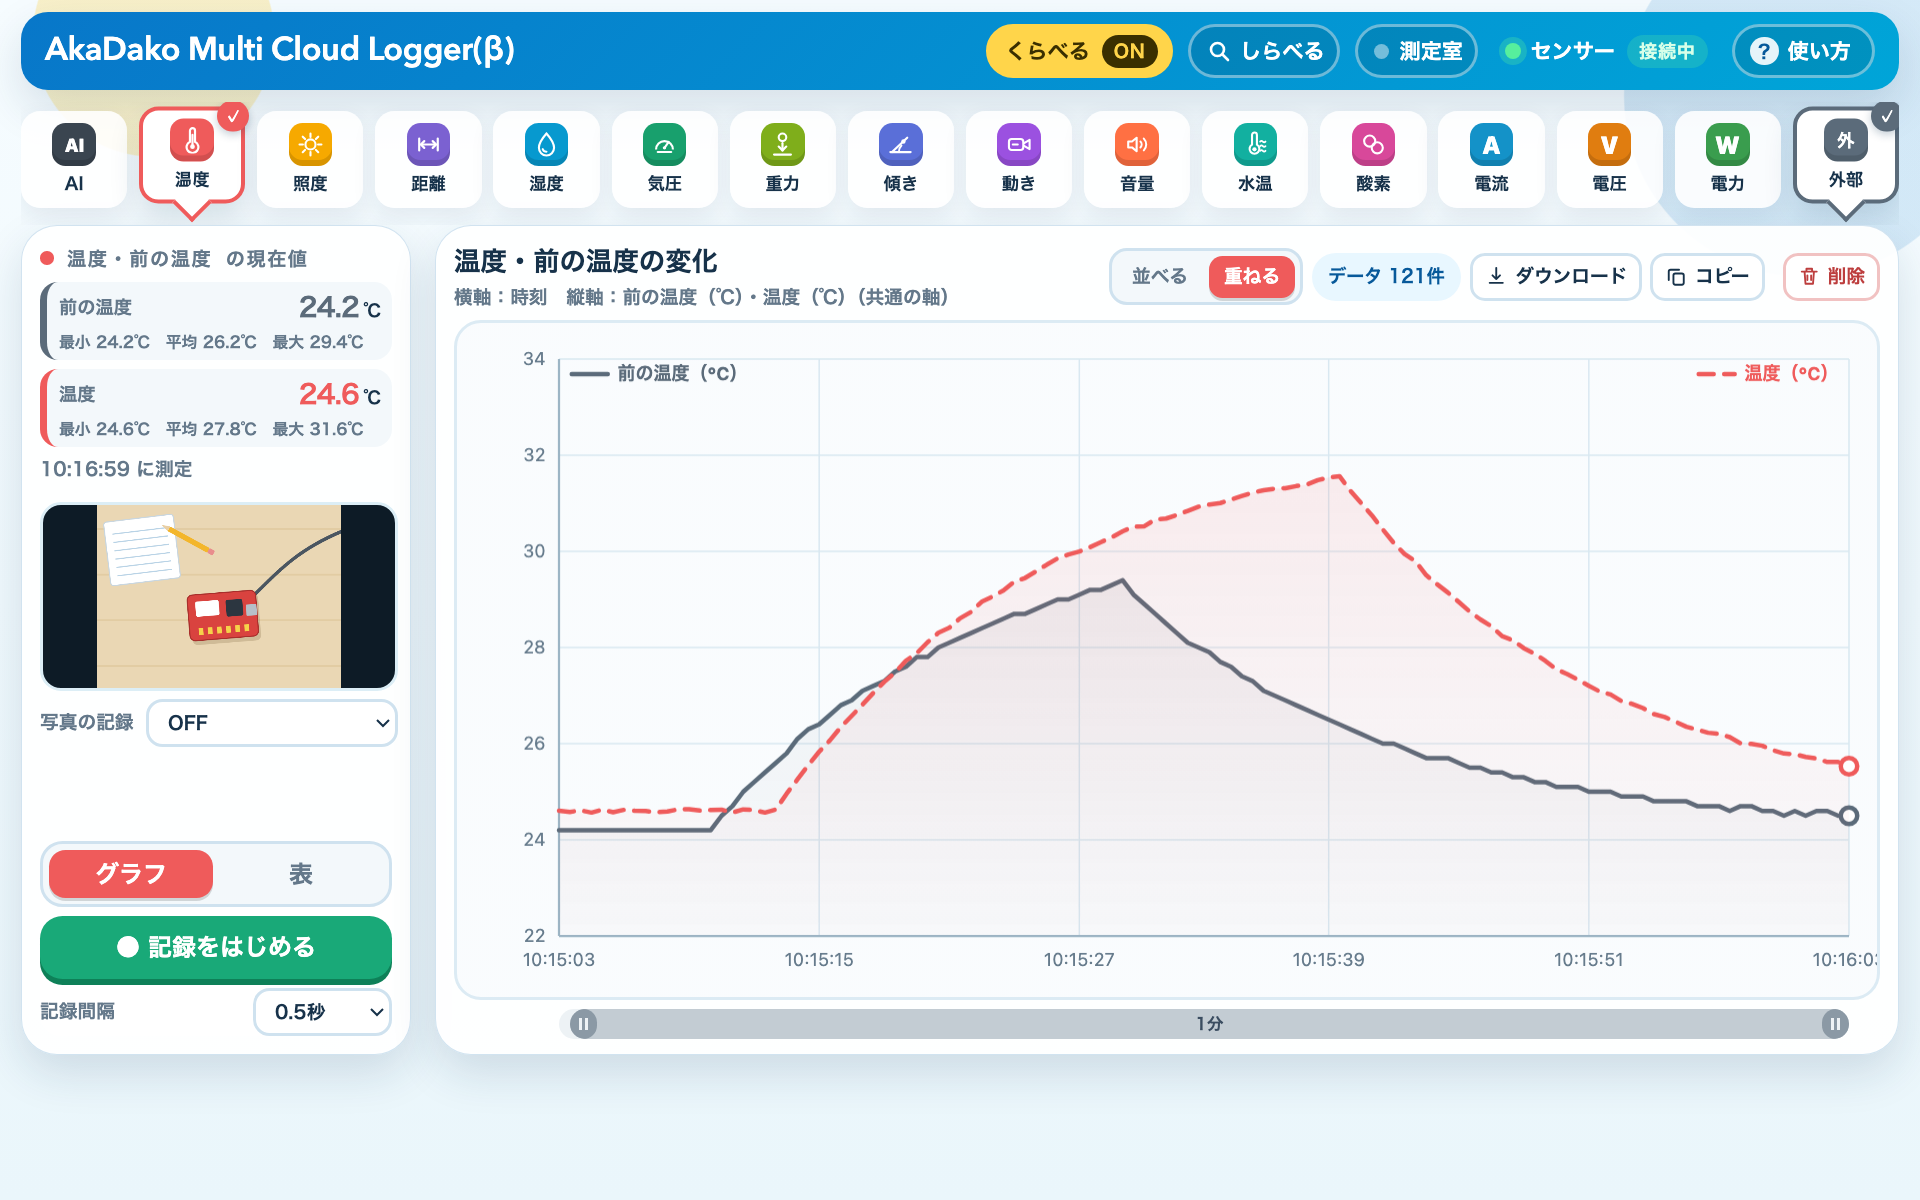 AkaDako Multi Cloud Logger(β)
くらべる ON
しらべる
測定室
センサー 接続中
? 使い方
AI AI
温度
照度
距離
湿度
気圧
重力
傾き
動き
音量
水温
酸素
A 電流
V 電圧
W 電力
外 外部
温度・前の温度 の現在値
前の温度 24.2℃
最小 24.2℃ 平均 26.2℃ 最大 29.4℃
温度 24.6℃
最小 24.6℃ 平均 27.8℃ 最大 31.6℃
10:16:59 に測定
写真の記録 OFF
グラフ 表
記録をはじめる
記録間隔 0.5秒
温度・前の温度の変化
横軸：時刻 縦軸：前の温度（℃）・温度（℃）（共通の軸）
並べる 重ねる
データ 121件
ダウンロード
コピー
削除
前の温度（°C）
温度（°C）
34
32
30
28
26
24
22
10:15:03 10:15:15 10:15:27 10:15:39 10:15:51 10:16:0
1分